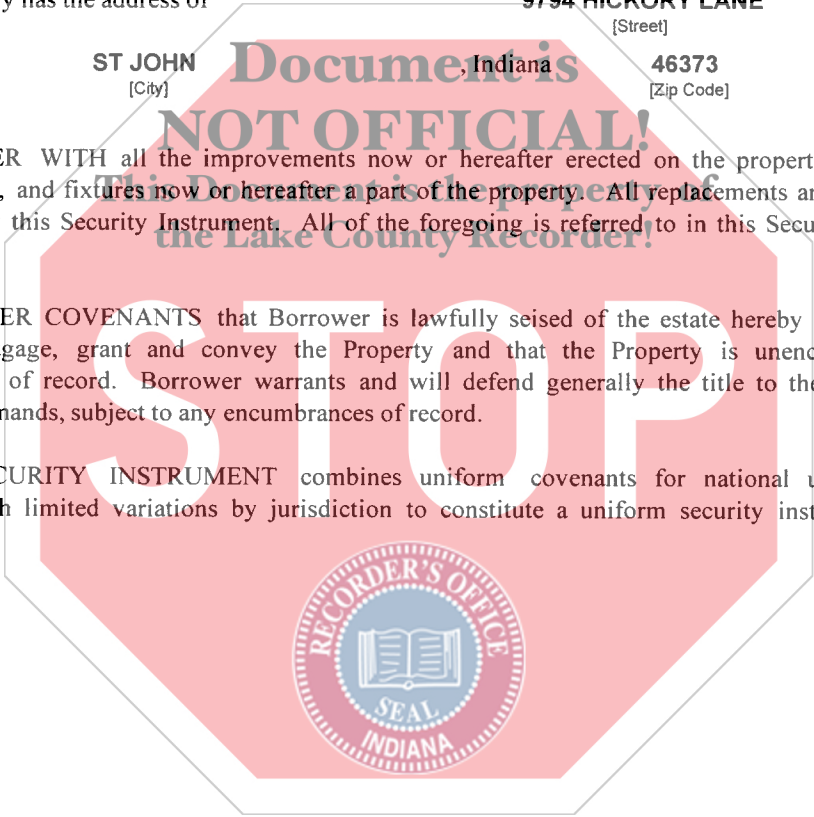 y has the address of 9794 HICKORY LANE
[Street]
ST JOHN , Indiana 46373
[City] [Zip Code]
Document is
NOT OFFICIAL!
This Document is the property of
the Lake County Recorder!
ER WITH all the improvements now or hereafter erected on the propert
, and fixtures now or hereafter a part of the property. All replacements an
this Security Instrument. All of the foregoing is referred to in this Secu
ER COVENANTS that Borrower is lawfully seised of the estate hereby
gage, grant and convey the Property and that the Property is unenc
of record. Borrower warrants and will defend generally the title to the
mands, subject to any encumbrances of record.
STOP
CURITY INSTRUMENT combines uniform covenants for national u
h limited variations by jurisdiction to constitute a uniform security inst
RECORDER'S OFFICE
SEAL
INDIANA